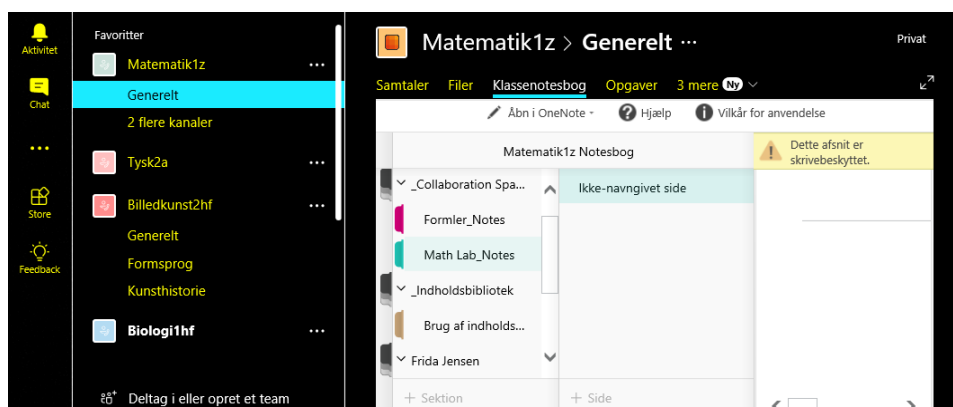 Aktivitet
Chat
Store
Feedback
Favoritter
Matematik1z
Generelt
2 flere kanaler
Tysk2a
Billedkunst2hf
Generelt
Formsprog
Kunsthistorie
Biologi1hf
Deltag i eller opret et team
Matematik1z > Generelt ...
Privat
Samtaler Filer Klassenotesbog Opgaver 3 mere Ny
Åbn i OneNote Hjælp Vilkår for anvendelse
Matematik1z Notesbog
Dette afsnit er
skrivebeskyttet.
_Collaboration Spa...
Formler_Notes
Math Lab_Notes
_Indholdsbibliotek
Brug af indholds...
Frida Jensen
+ Sektion
Ikke-navngivet side
+ Side